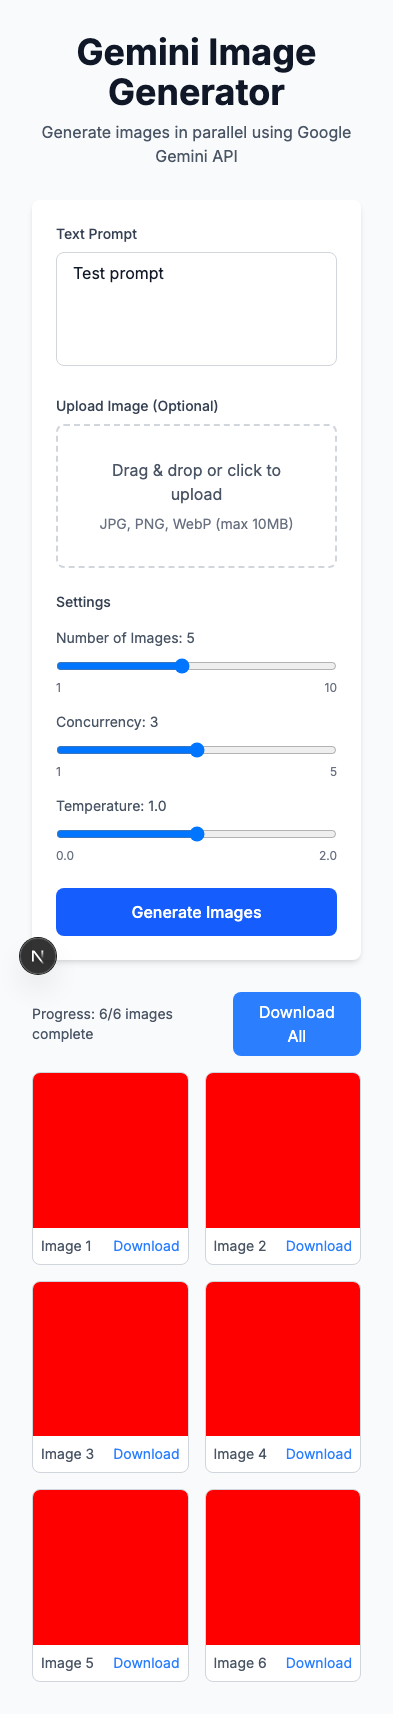 Gemini Image
Generator
Generate images in parallel using Google
Gemini API
Text Prompt
Test prompt
Upload Image (Optional)
Drag & drop or click to
upload
JPG, PNG, WebP (max 10MB)
Settings
Number of Images: 5
1 10
Concurrency: 3
1 5
Temperature: 1.0
0.0 2.0
Generate Images
N
Progress: 6/6 images
complete
Download
All
Image 1 Download
Image 2 Download
Image 3 Download
Image 4 Download
Image 5 Download
Image 6 Download